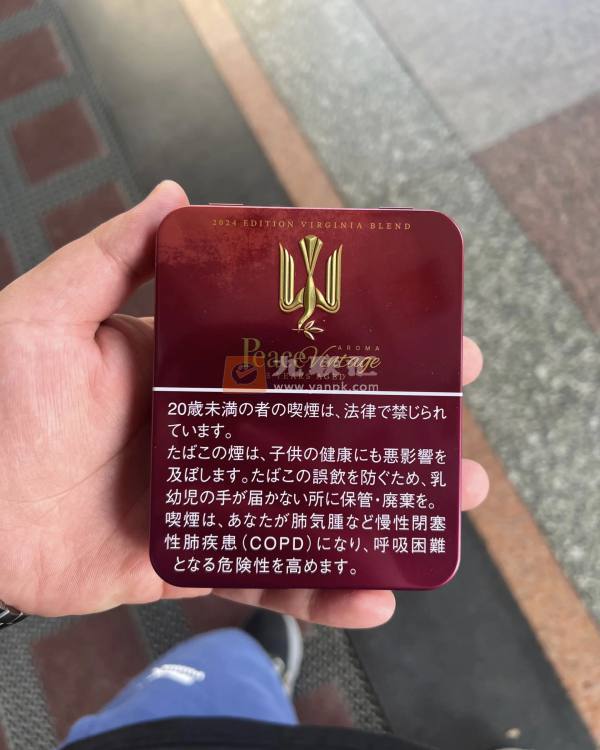 2024 EDITION VIRGINIA BLEND
AROMA
Peace Vintage
YEARS AGED
www.yanpk.com
20歳未満の者の喫煙は、法律で禁じられ
ています。
たばこの煙は、子供の健康にも悪影響を
及ぼします。たばこの誤飲を防ぐため、乳
幼児の手が届かない所に保管・廃棄を。
喫煙は、あなたが肺気腫など慢性閉塞
性肺疾患(COPD)になり、呼吸困難
となる危険性を高めます。